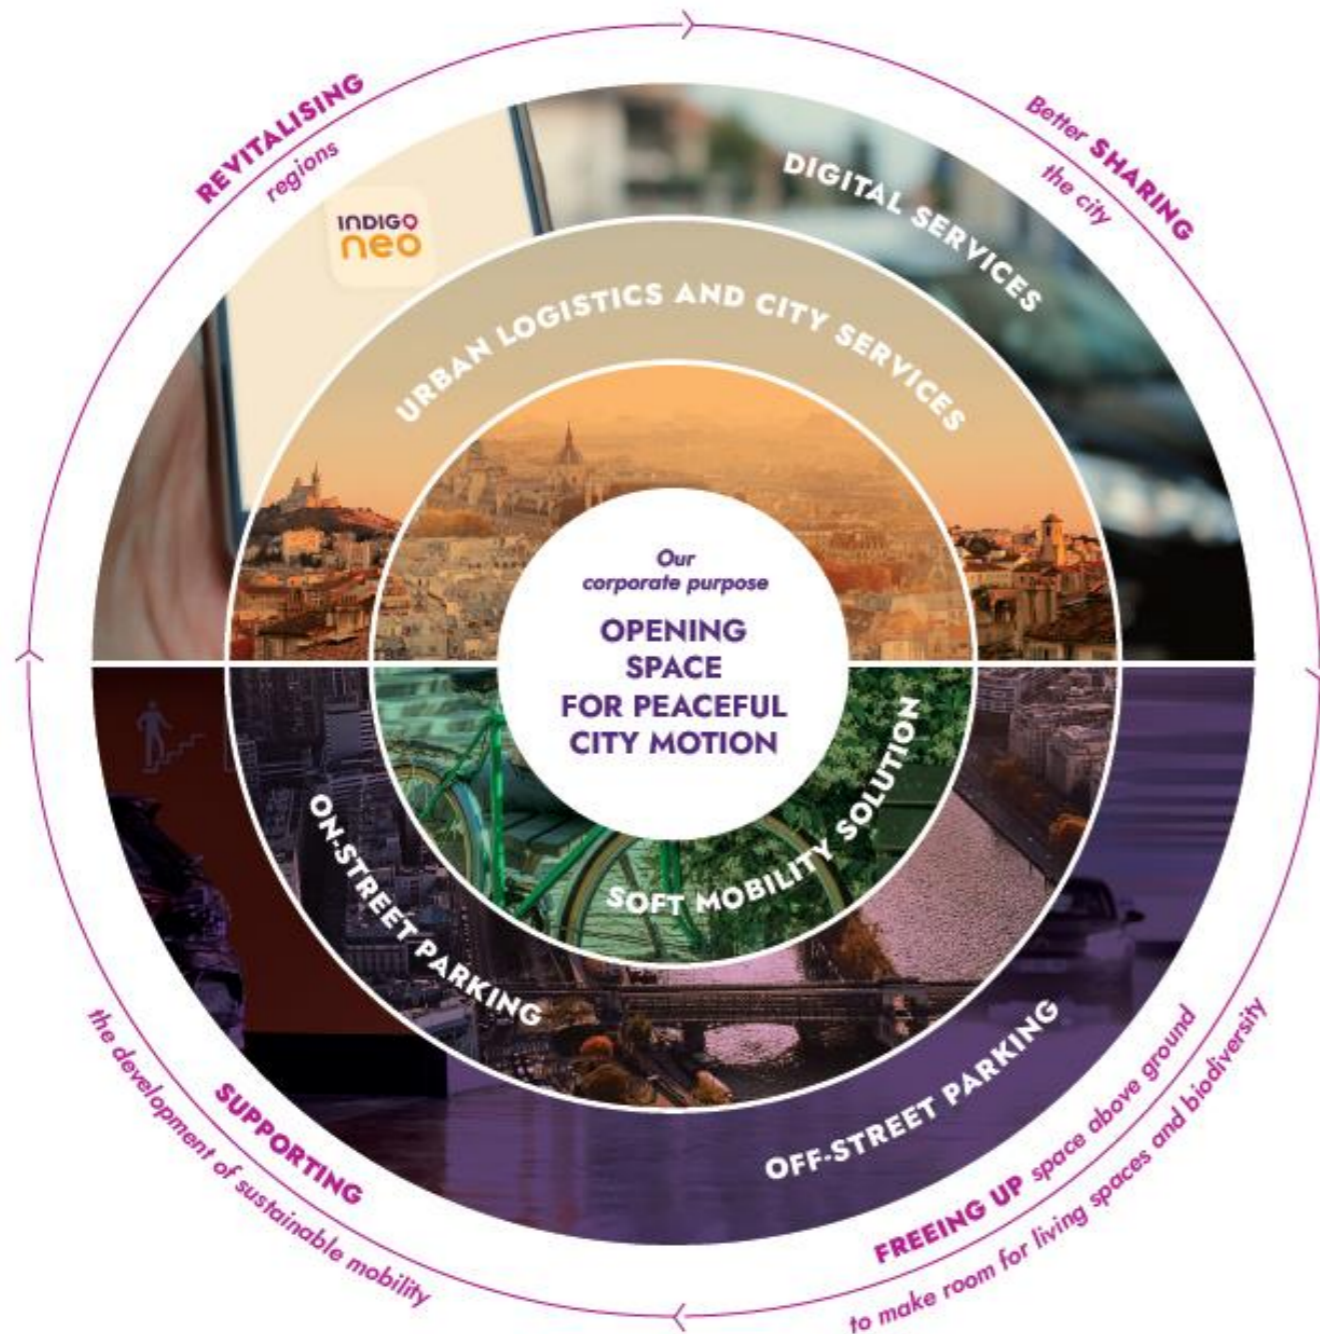 REVITALISING
regions
Better SHARING
the city
INDIGO
neo
DIGITAL SERVICES
URBAN LOGISTICS AND CITY SERVICES
Our
corporate purpose
OPENING
SPACE
FOR PEACEFUL
CITY MOTION
SOFT MOBILITY SOLUTION
ON-STREET PARKING
OFF-STREET PARKING
SUPPORTING
the development of sustainable mobility
FREEING UP space above ground
to make room for living spaces and biodiversity